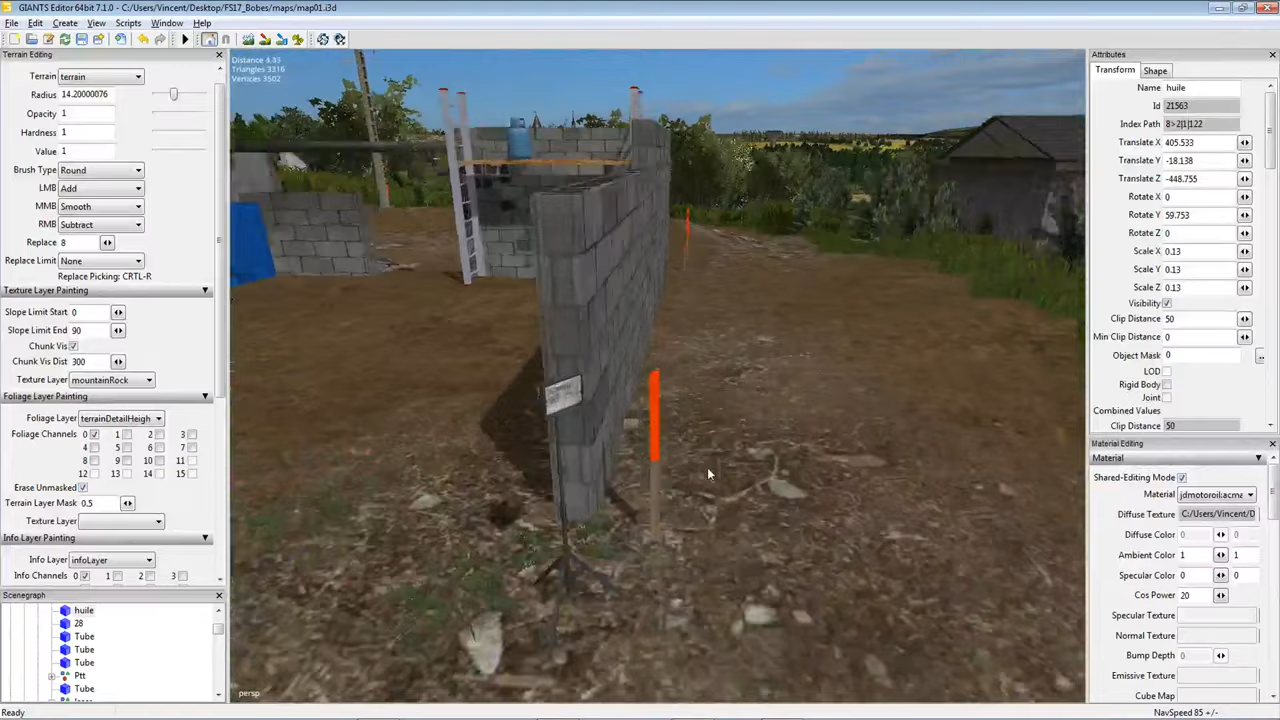 GIANTS Editor 64bit 7.1.0 - C:/Users/Vincent/Desktop/FS17_Bobes/maps/map01.i3d
File Edit Create View Scripts Window Help
Terrain Editing
Terrain terrain
Radius 14.20000076
Opacity 1
Hardness 1
Value 1
Brush Type Round
LMB Add
MMB Smooth
RMB Subtract
Replace 8
Replace Limit None
Replace Picking: CRTL-R
Texture Layer Painting
Slope Limit Start 0
Slope Limit End 90
Chunk Vis
Chunk Vis Dist 300
Texture Layer mountainRock
Foliage Layer Painting
Foliage Layer terrainDetailHeigh
Foliage Channels 0 1 2 3
4 5 6 7
8 9 10 11
12 13 14 15
Erase Unmasked
Terrain Layer Mask 0.5
Texture Layer
Info Layer Painting
Info Layer infoLayer
Info Channels 0 1 2 3
Scenegraph
huile
28
Tube
Tube
Tube
Ptt
Tube
Ready
Distance 4.83
Triangles 3316
Vertices 3502
persp
Attributes
Transform Shape
Name huile
Id 21563
Index Path 8>2|1|122
Translate X 405.533
Translate Y -18.138
Translate Z -448.755
Rotate X 0
Rotate Y 59.753
Rotate Z 0
Scale X 0.13
Scale Y 0.13
Scale Z 0.13
Visibility
Clip Distance 50
Min Clip Distance 0
Object Mask 0 ..
LOD
Rigid Body
Joint
Combined Values
Clip Distance 50
Material Editing
Material
Shared-Editing Mode
Material jdmotoroil:acma
Diffuse Texture C:/Users/Vincent/D
Diffuse Color 0 0
Ambient Color 1 1
Specular Color 0 0
Cos Power 20
Specular Texture
Normal Texture
Bump Depth 0
Emissive Texture
Cube Map
NavSpeed 85 +/-